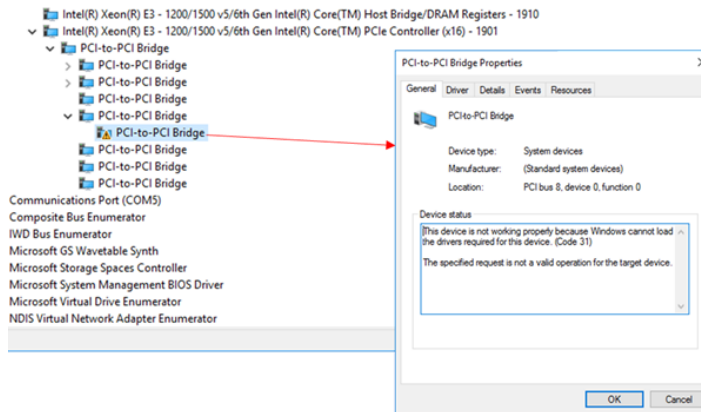 Intel(R) Xeon(R) E3 - 1200/1500 v5/6th Gen Intel(R) Core(TM) Host Bridge/DRAM Registers - 1910
Intel(R) Xeon(R) E3 - 1200/1500 v5/6th Gen Intel(R) Core(TM) PCIe Controller (x16) - 1901
PCI-to-PCI Bridge
PCI-to-PCI Bridge
PCI-to-PCI Bridge
PCI-to-PCI Bridge
PCI-to-PCI Bridge
PCI-to-PCI Bridge
PCI-to-PCI Bridge
PCI-to-PCI Bridge
PCI-to-PCI Bridge
Communications Port (COM5)
Composite Bus Enumerator
IWD Bus Enumerator
Microsoft GS Wavetable Synth
Microsoft Storage Spaces Controller
Microsoft System Management BIOS Driver
Microsoft Virtual Drive Enumerator
NDIS Virtual Network Adapter Enumerator
PCI-to-PCI Bridge Properties
General Driver Details Events Resources
PCI-to-PCI Bridge
Device type: System devices
Manufacturer: (Standard system devices)
Location: PCI bus 8, device 0, function 0
Device status
This device is not working properly because Windows cannot load
the drivers required for this device. (Code 31)
The specified request is not a valid operation for the target device.
OK Cancel